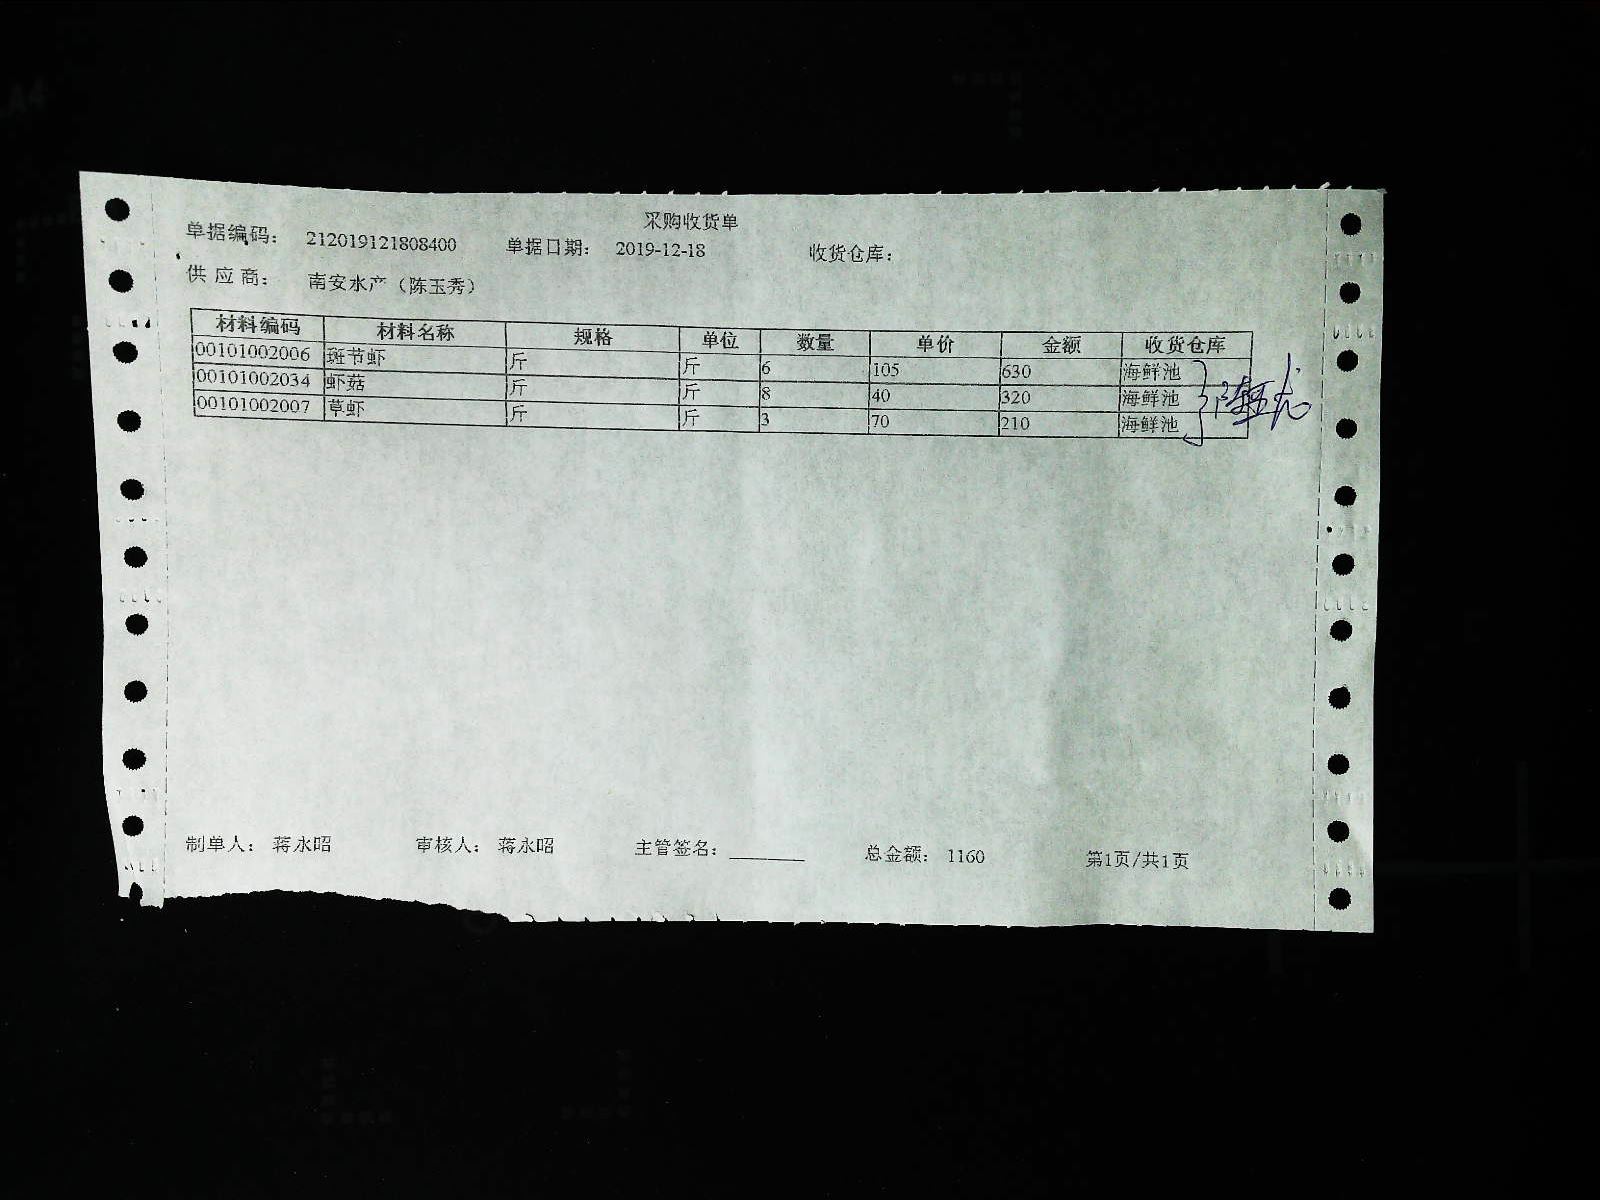 采购收货单
单据编码： 212019121808400 单据日期： 2019-12-18 收货仓库：
供 应 商： 南安水产（陈玉秀）
材料编码 材料名称 规格 单位 数量 单价 金额 收货仓库
00101002006 斑节虾 斤 斤 6 105 630 海鲜池
00101002034 虾菇 斤 斤 8 40 320 海鲜池
00101002007 草虾 斤 斤 3 70 210 海鲜池
制单人： 蒋永昭 审核人： 蒋永昭 主管签名： 总金额： 1160 第1页/共1页